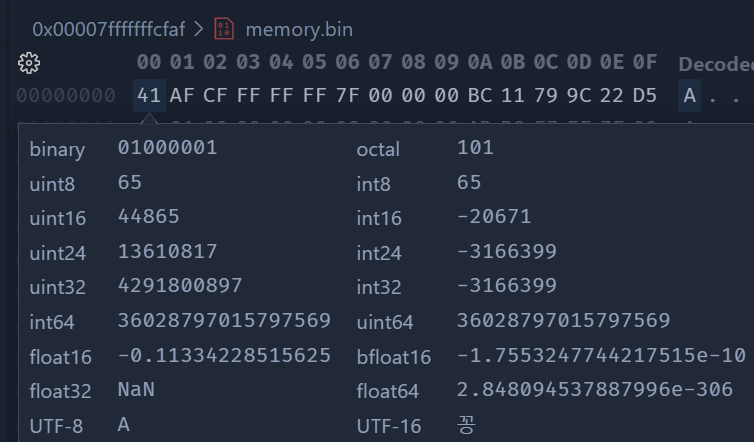 0x00007fffffffcfaf > memory.bin
00 01 02 03 04 05 06 07 08 09 0A 0B 0C 0D 0E 0F Decoded
00000000 41 AF CF FF FF FF 7F 00 00 00 BC 11 79 9C 22 D5 A . .
binary 01000001 octal 101
uint8 65 int8 65
uint16 44865 int16 -20671
uint24 13610817 int24 -3166399
uint32 4291800897 int32 -3166399
int64 36028797015797569 uint64 36028797015797569
float16 -0.11334228515625 bfloat16 -1.7553247744217515e-10
float32 NaN float64 2.848094537887996e-306
UTF-8 A UTF-16 꽁